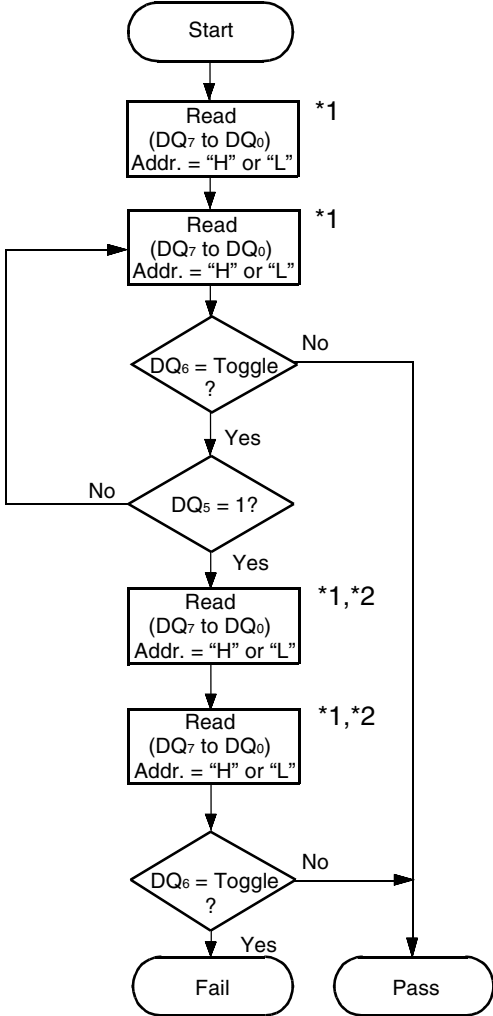 Start
Read
(DQ7 to DQ0)
Addr. = “H” or “L”
*1
Read
(DQ7 to DQ0)
Addr. = “H” or “L”
*1
DQ6 = Toggle
?
No
Yes
DQ5 = 1?
No
Yes
Read
(DQ7 to DQ0)
Addr. = “H” or “L”
*1,*2
Read
(DQ7 to DQ0)
Addr. = “H” or “L”
*1,*2
DQ6 = Toggle
?
No
Yes
Fail
Pass